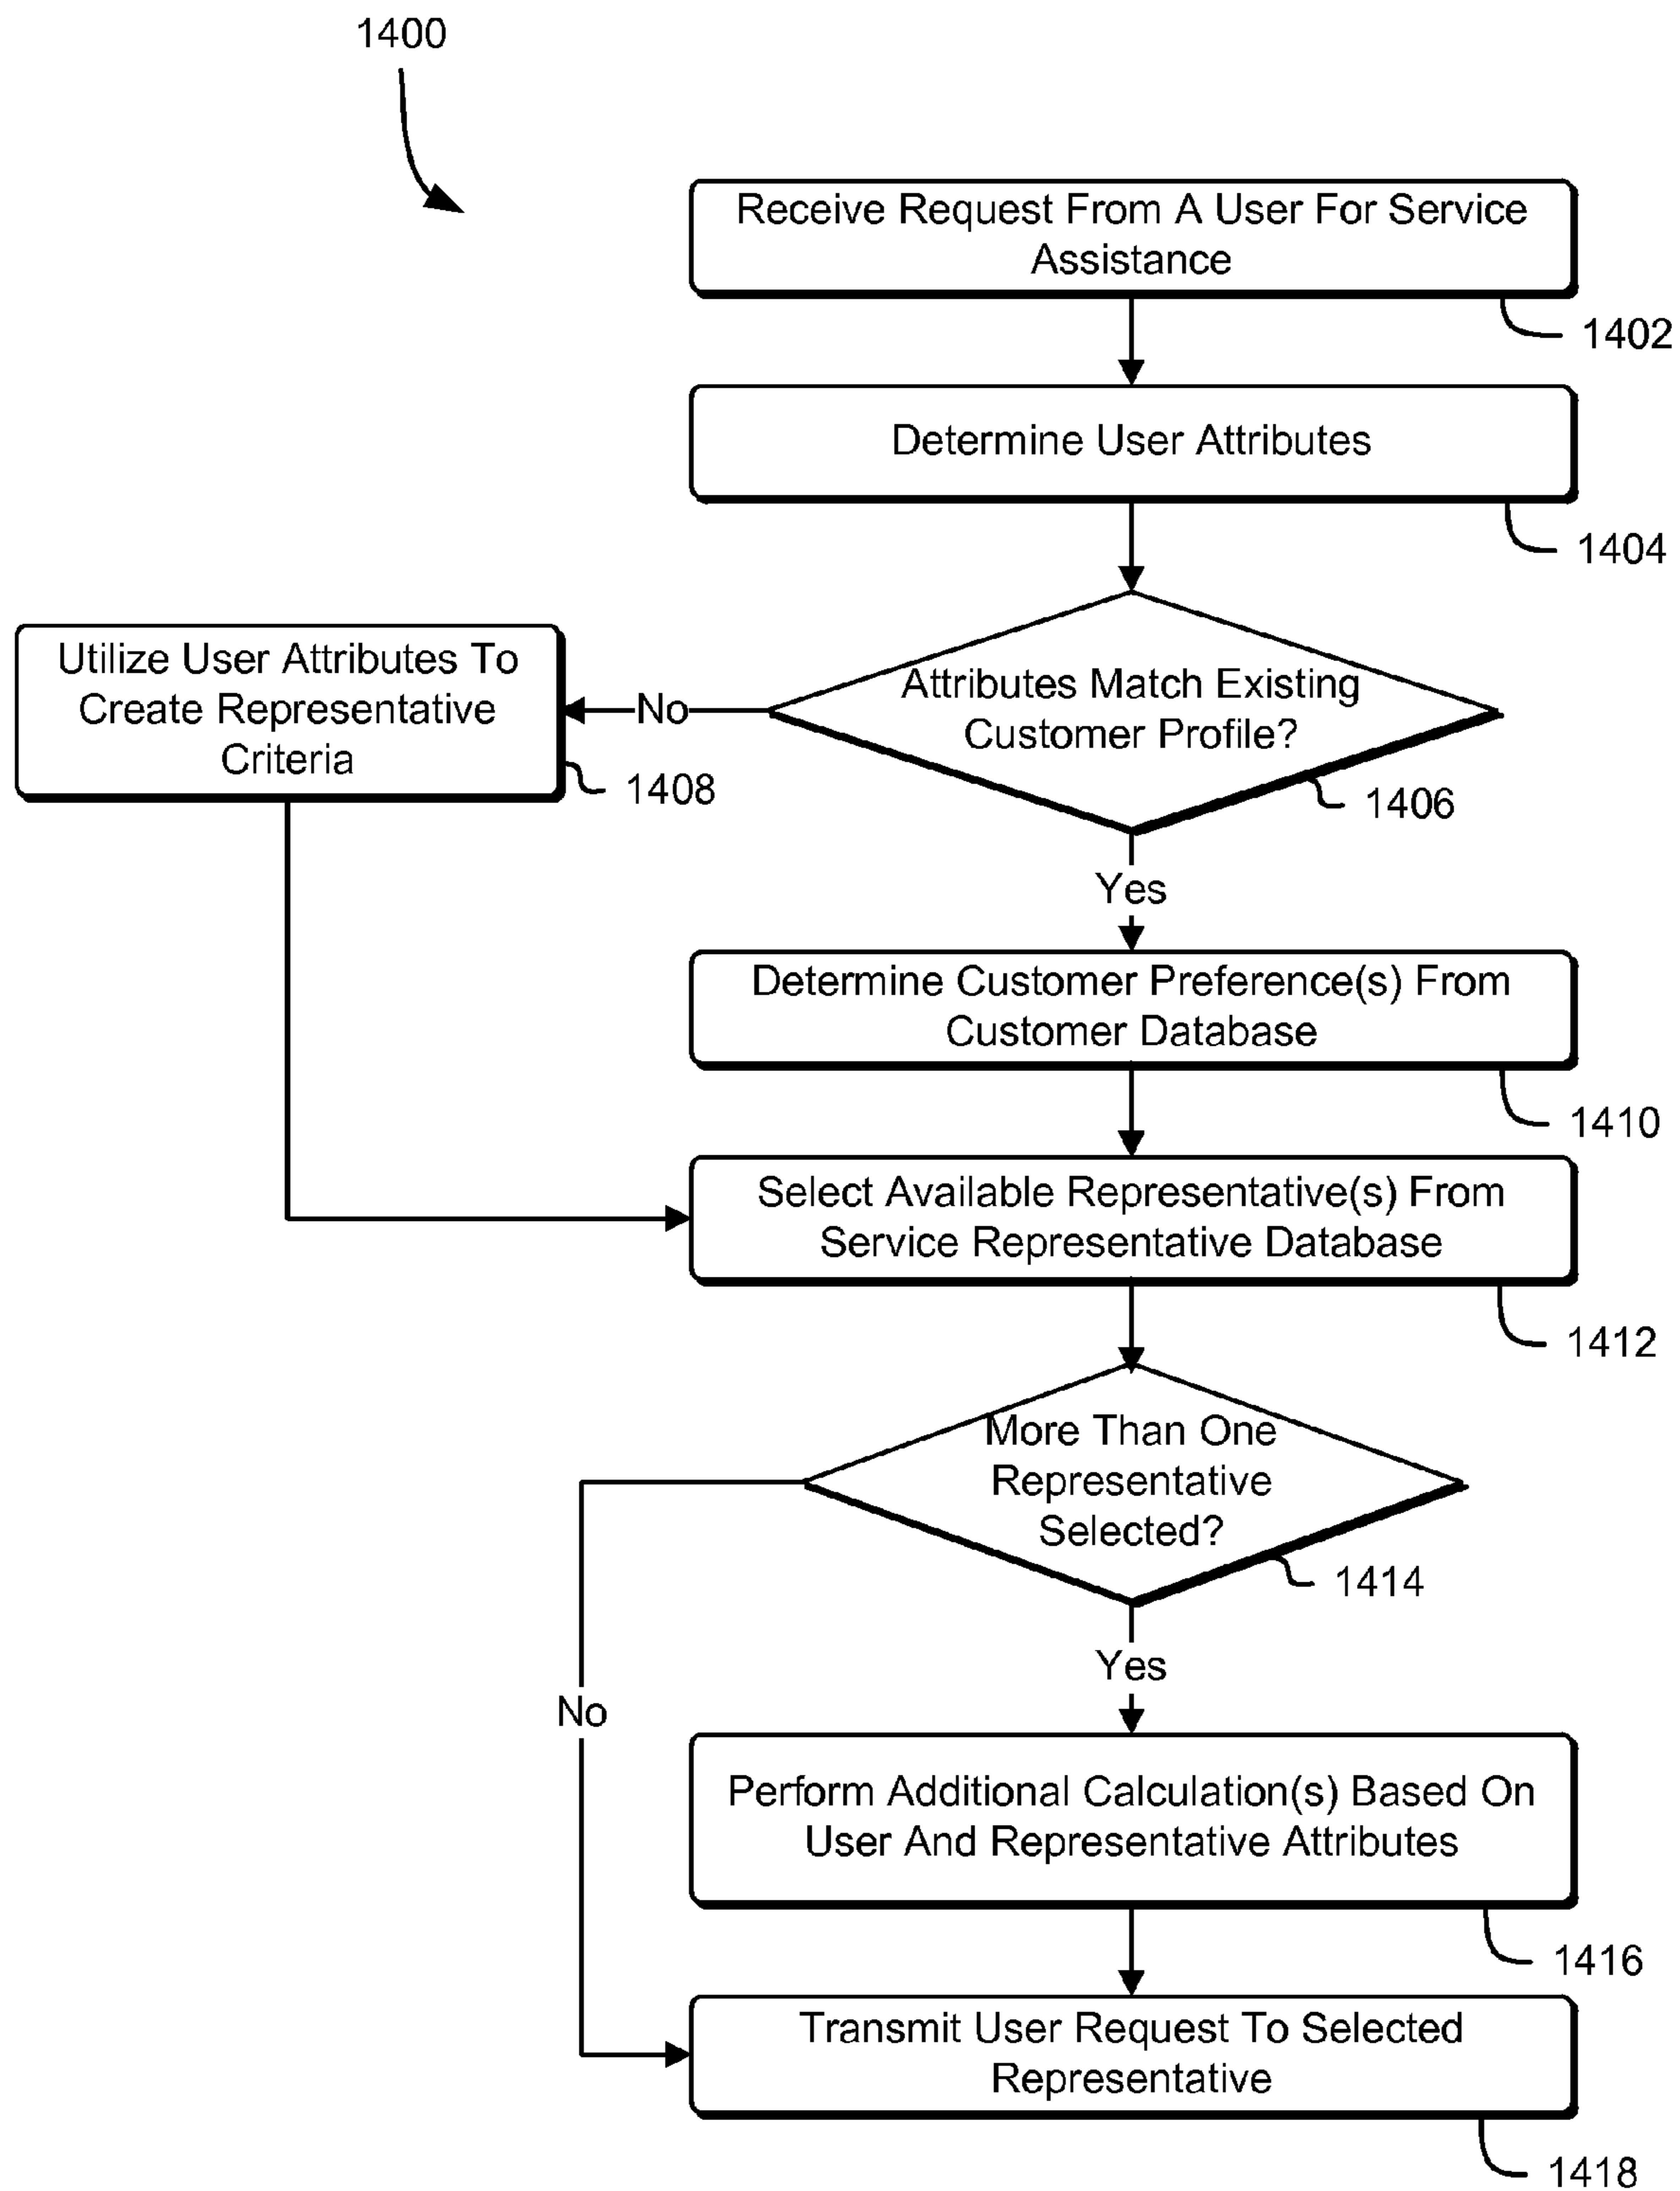 1400
Receive Request From A User For Service
Assistance
1402
Determine User Attributes
1404
Attributes Match Existing
Customer Profile?
1406
No
Utilize User Attributes To
Create Representative
Criteria
1408
Yes
Determine Customer Preference(s) From
Customer Database
1410
Select Available Representative(s) From
Service Representative Database
1412
More Than One
Representative
Selected?
1414
Yes
No
Perform Additional Calculation(s) Based On
User And Representative Attributes
1416
Transmit User Request To Selected
Representative
1418